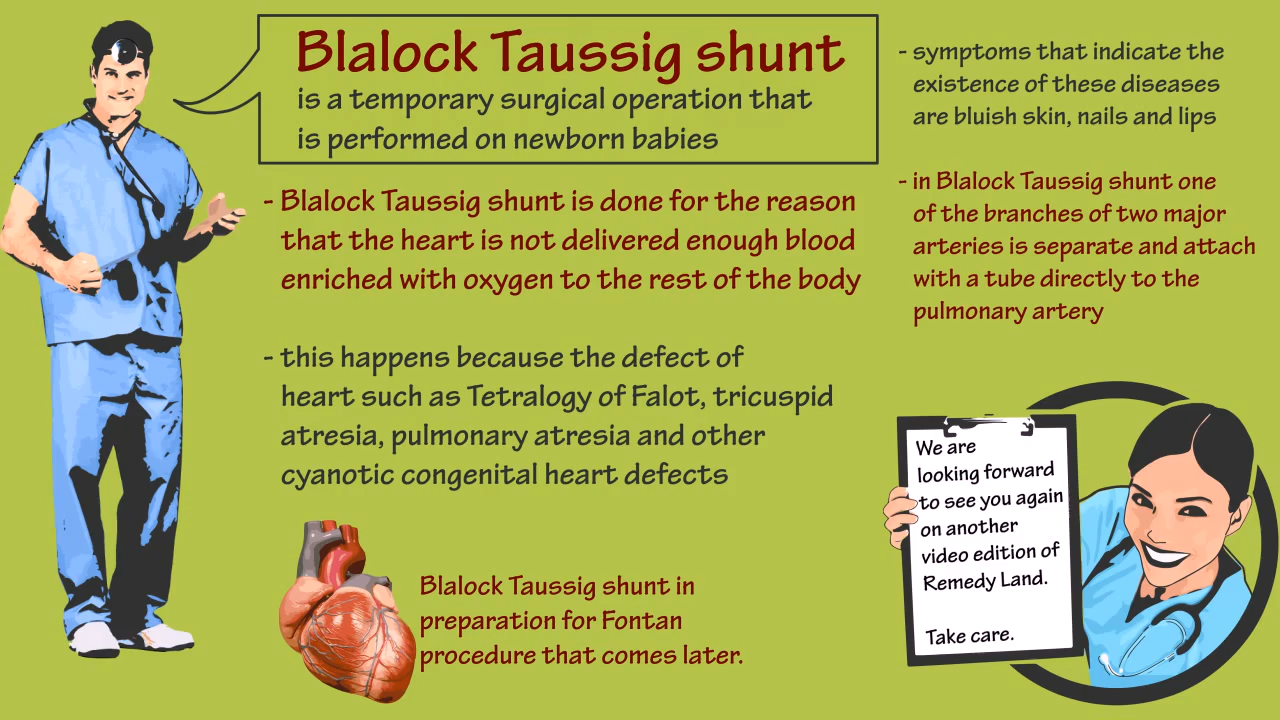 Blalock Taussig shunt
is a temporary surgical operation that
is performed on newborn babies
- Blalock Taussig shunt is done for the reason
that the heart is not delivered enough blood
enriched with oxygen to the rest of the body
- this happens because the defect of
heart such as Tetralogy of Falot, tricuspid
atresia, pulmonary atresia and other
cyanotic congenital heart defects
Blalock Taussig shunt in
preparation for Fontan
procedure that comes later.
- symptoms that indicate the
existence of these diseases
are bluish skin, nails and lips
- in Blalock Taussig shunt one
of the branches of two major
arteries is separate and attach
with a tube directly to the
pulmonary artery
We are
looking forward
to see you again
on another
video edition of
Remedy Land.
Take care.